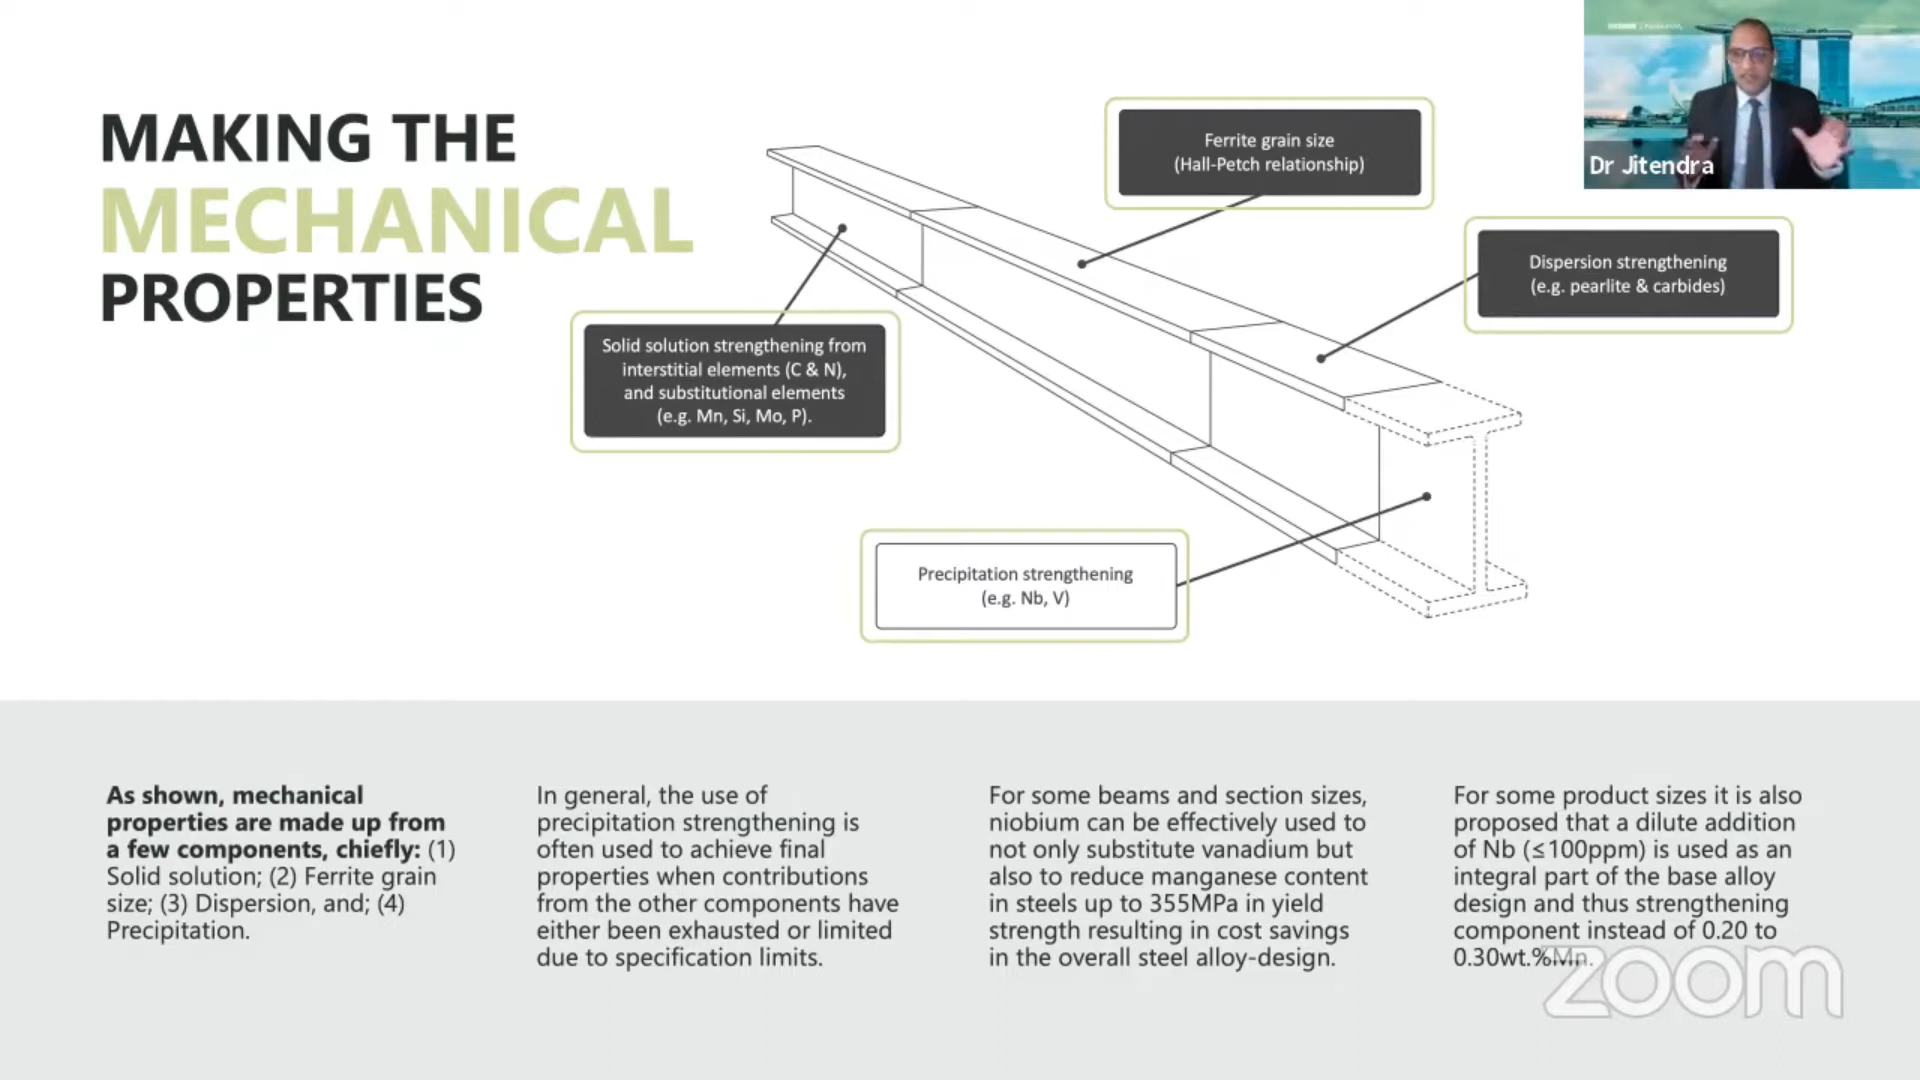 MAKING THE
MECHANICAL
PROPERTIES
Ferrite grain size
(Hall-Petch relationship)
Dr Jitendra
Dispersion strengthening
(e.g. pearlite & carbides)
Solid solution strengthening from
interstitial elements (C & N),
and substitutional elements
(e.g. Mn, Si, Mo, P).
Precipitation strengthening
(e.g. Nb, V)
As shown, mechanical
properties are made up from
a few components, chiefly: (1)
Solid solution; (2) Ferrite grain
size; (3) Dispersion, and; (4)
Precipitation.
In general, the use of
precipitation strengthening is
often used to achieve final
properties when contributions
from the other components have
either been exhausted or limited
due to specification limits.
For some beams and section sizes,
niobium can be effectively used to
not only substitute vanadium but
also to reduce manganese content
in steels up to 355MPa in yield
strength resulting in cost savings
in the overall steel alloy-design.
For some product sizes it is also
proposed that a dilute addition
of Nb (≤100ppm) is used as an
integral part of the base alloy
design and thus strengthening
component instead of 0.20 to
0.30wt.%Mn.
zoom